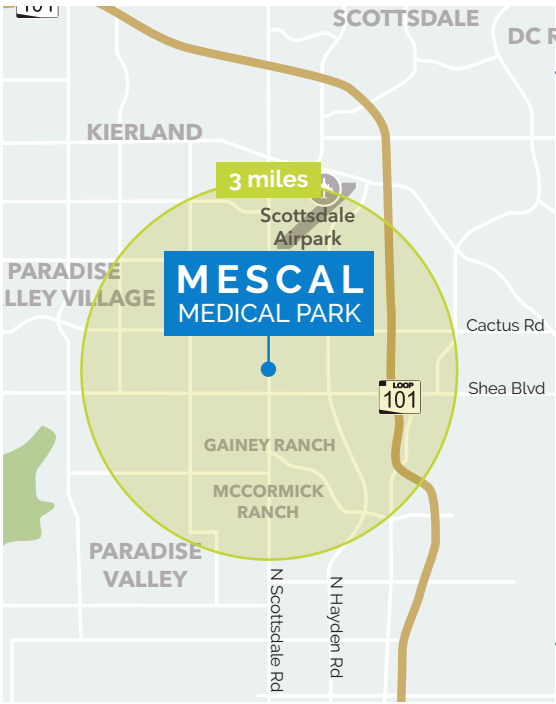 101
SCOTTSDALE
DC R
KIERLAND
3 miles
Scottsdale
Airpark
PARADISE
LLEY VILLAGE
MESCAL
MEDICAL PARK
Cactus Rd
Shea Blvd
LOOP
101
GAINEY RANCH
MCCORMICK
RANCH
PARADISE
VALLEY
N Scottsdale Rd
N Hayden Rd